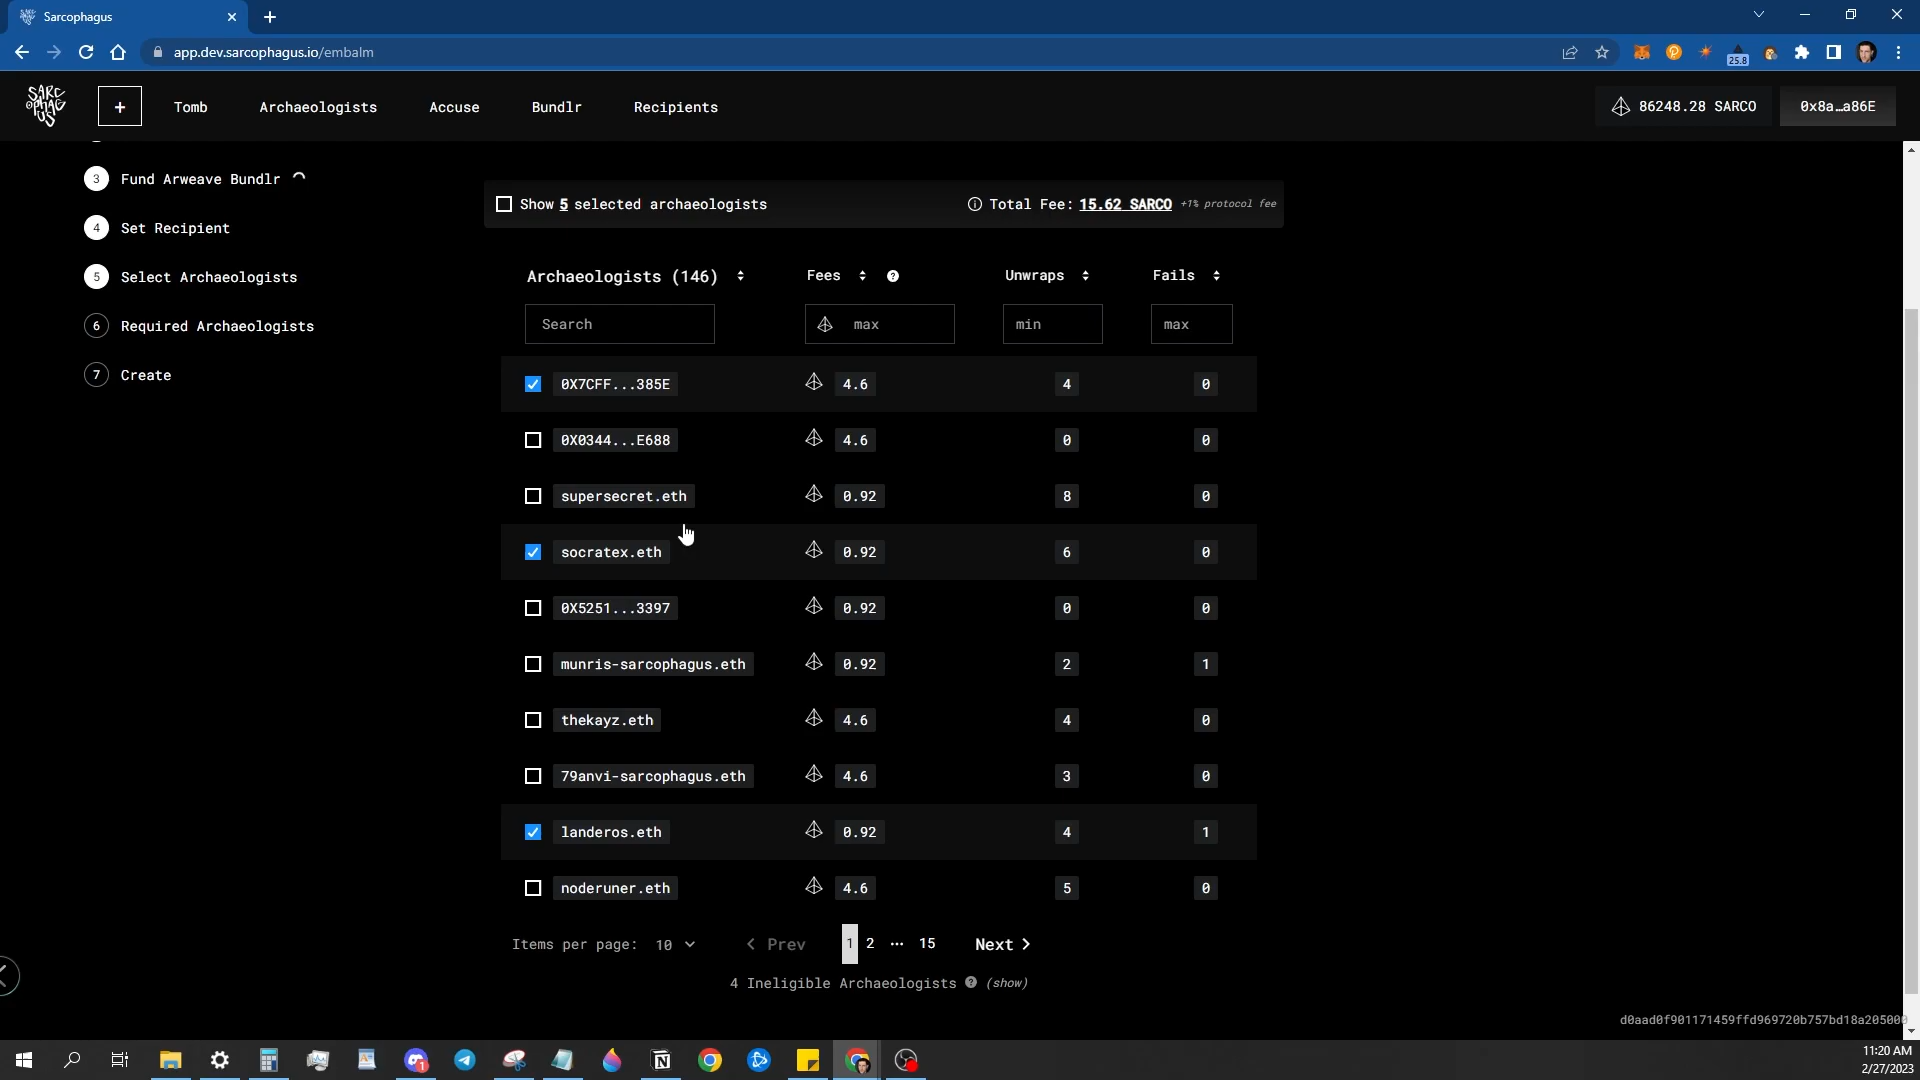 Sarcophagus
app.dev.sarcophagus.io/embalm
25.8
SARC
OPHAG
US
+ Tomb Archaeologists Accuse Bundlr Recipients 86248.28 SARCO 0x8a…a86E
3 Fund Arweave Bundlr
4 Set Recipient
5 Select Archaeologists
6 Required Archaeologists
7 Create
Show 5 selected archaeologists Total Fee: 15.62 SARCO +1% protocol fee
Archaeologists (146) Fees Unwraps Fails
Search max min max
0X7CFF...385E 4.6 4 0
0X0344...E688 4.6 0 0
supersecret.eth 0.92 8 0
socratex.eth 0.92 6 0
0X5251...3397 0.92 0 0
munris-sarcophagus.eth 0.92 2 1
thekayz.eth 4.6 4 0
79anvi-sarcophagus.eth 4.6 3 0
landeros.eth 0.92 4 1
noderuner.eth 4.6 5 0
Items per page: 10 < Prev 1 2 ... 15 Next >
4 Ineligible Archaeologists (show)
d0aad0f901171459ffd969720b757bd18a205000
11:20 AM
2/27/2023